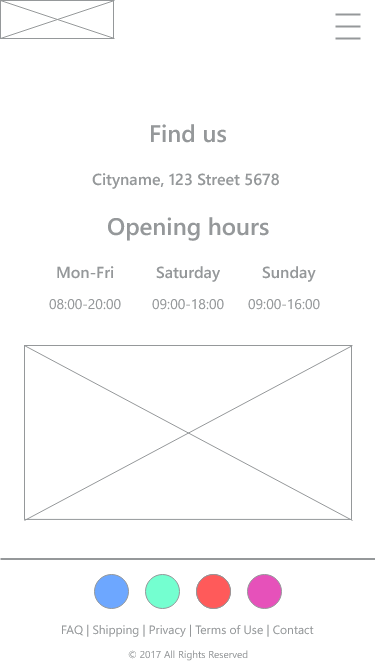 Find us
Cityname, 123 Street 5678
Opening hours
Mon-Fri Saturday Sunday
08:00-20:00 09:00-18:00 09:00-16:00
FAQ | Shipping | Privacy | Terms of Use | Contact
© 2017 All Rights Reserved